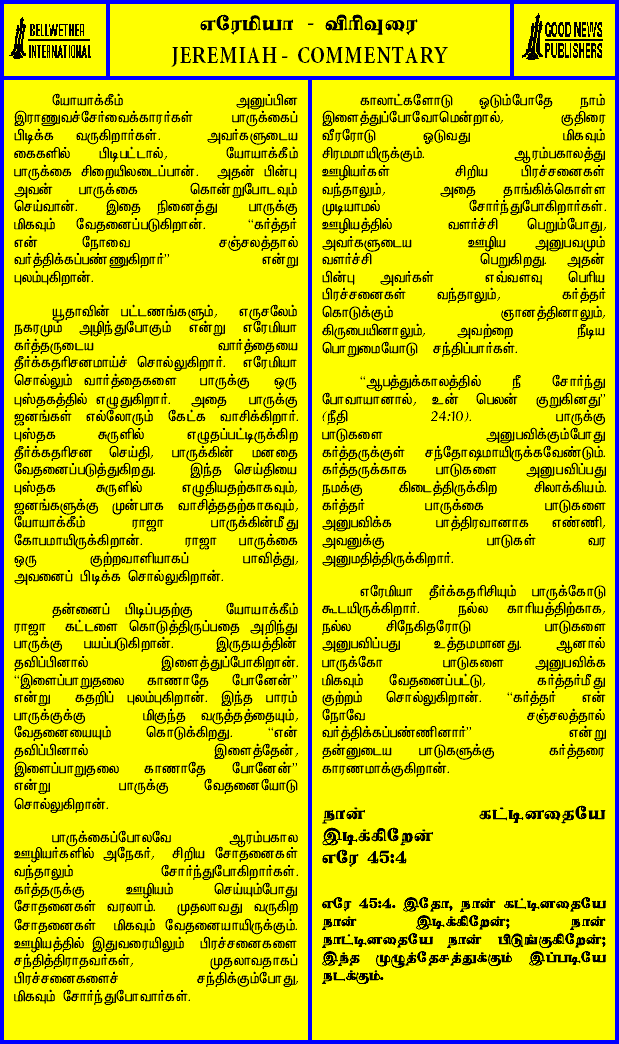 BELLWETHER
INTERNATIONAL
எரேமியா - விரிவுரை
JEREMIAH - COMMENTARY
GOOD NEWS
PUBLISHERS
யோயாக்கீம் அனுப்பின
இராணுவச்சேர்வைக்காரர்கள் பாருக்கைப்
பிடிக்க வருகிறார்கள். அவர்களுடைய
கைகளில் பிடிபட்டால், யோயாக்கீம்
பாருக்கை சிறையிலடைப்பான். அதன் பின்பு
அவன் பாருக்கை கொன்றுபோடவும்
செய்வான். இதை நினைத்து பாருக்கு
மிகவும் வேதனைப்படுகிறான். “கர்த்தர்
என் நோவை சஞ்சலத்தால்
வர்த்திக்கப்பண்ணுகிறார்” என்று
புலம்புகிறான்.
யூதாவின் பட்டணங்களும், எருசலேம்
நகரமும் அழிந்துபோகும் என்று எரேமியா
கர்த்தருடைய வார்த்தையை
தீர்க்கதரிசனமாய்ச் சொல்லுகிறார். எரேமியா
சொல்லும் வார்த்தைகளை பாருக்கு ஒரு
புஸ்தகத்தில் எழுதுகிறார். அதை பாருக்கு
ஜனங்கள் எல்லோரும் கேட்க வாசிக்கிறார்.
புஸ்தக சுருளில் எழுதப்பட்டிருக்கிற
தீர்க்கதரிசன செய்தி, பாருக்கின் மனதை
வேதனைப்படுத்துகிறது. இந்த செய்தியை
புஸ்தக சுருளில் எழுதியதற்காகவும்,
ஜனங்களுக்கு முன்பாக வாசித்ததற்காகவும்,
யோயாக்கீம் ராஜா பாருக்கின்மீது
கோபமாயிருக்கிறான். ராஜா பாருக்கை
ஒரு குற்றவாளியாகப் பாவித்து,
அவனைப் பிடிக்க சொல்லுகிறான்.
தன்னைப் பிடிப்பதற்கு யோயாக்கீம்
ராஜா கட்டளை கொடுத்திருப்பதை அறிந்து
பாருக்கு பயப்படுகிறான். இருதயத்தின்
தவிப்பினால் இளைத்துப்போகிறான்.
“இளைப்பாறுதலை காணாதே போனேன்”
என்று கதறிப் புலம்புகிறான். இந்த பாரம்
பாருக்குக்கு மிகுந்த வருத்தத்தையும்,
வேதனையையும் கொடுக்கிறது. “என்
தவிப்பினால் இளைத்தேன்,
இளைப்பாறுதலை காணாதே போனேன்”
என்று பாருக்கு வேதனையோடு
சொல்லுகிறான்.
பாருக்கைப்போலவே ஆரம்பகால
ஊழியர்களில் அநேகர், சிறிய சோதனைகள்
வந்தாலும் சோர்ந்துபோகிறார்கள்.
கர்த்தருக்கு ஊழியம் செய்யும்போது
சோதனைகள் வரலாம். முதலாவது வருகிற
சோதனைகள் மிகவும் வேதனையாயிருக்கும்.
ஊழியத்தில் இதுவரையிலும் பிரச்சனைகளை
சந்தித்திராதவர்கள், முதலாவதாகப்
பிரச்சனைகளைச் சந்திக்கும்போது,
மிகவும் சோர்ந்துபோவார்கள்.
காலாட்களோடு ஓடும்போதே நாம்
இளைத்துப்போவோமென்றால், குதிரை
வீரரோடு ஓடுவது மிகவும்
சிரமமாயிருக்கும். ஆரம்பகாலத்து
ஊழியர்கள் சிறிய பிரச்சனைகள்
வந்தாலும், அதை தாங்கிக்கொள்ள
முடியாமல் சோர்ந்துபோகிறார்கள்.
ஊழியத்தில் வளர்ச்சி பெறும்போது,
அவர்களுடைய ஊழிய அனுபவமும்
வளர்ச்சி பெறுகிறது. அதன்
பின்பு அவர்கள் எவ்வளவு பெரிய
பிரச்சனைகள் வந்தாலும், கர்த்தர்
கொடுக்கும் ஞானத்தினாலும்,
கிருபையினாலும், அவற்றை நீடிய
பொறுமையோடு சந்திப்பார்கள்.
“ஆபத்துக்காலத்தில் நீ சோர்ந்து
போவாயானால், உன் பெலன் குறுகினது”
(நீதி 24:10). பாருக்கு
பாடுகளை அனுபவிக்கும்போது
கர்த்தருக்குள் சந்தோஷமாயிருக்கவேண்டும்.
கர்த்தருக்காக பாடுகளை அனுபவிப்பது
நமக்கு கிடைத்திருக்கிற சிலாக்கியம்.
கர்த்தர் பாருக்கை பாடுகளை
அனுபவிக்க பாத்திரவானாக எண்ணி,
அவனுக்கு பாடுகள் வர
அனுமதித்திருக்கிறார்.
எரேமியா தீர்க்கதரிசியும் பாருக்கோடு
கூடயிருக்கிறார். நல்ல காரியத்திற்காக,
நல்ல சிநேகிதரோடு பாடுகளை
அனுபவிப்பது உத்தமமானது. ஆனால்
பாருக்கோ பாடுகளை அனுபவிக்க
மிகவும் வேதனைப்பட்டு, கர்த்தர்மீது
குற்றம் சொல்லுகிறான். “கர்த்தர் என்
நோவே சஞ்சலத்தால்
வர்த்திக்கப்பண்ணினார்” என்று
தன்னுடைய பாடுகளுக்கு கர்த்தரை
காரணமாக்குகிறான்.
நான் கட்டினதையே
இடிக்கிறேன்
எரே 45:4
எரே 45:4. இதோ, நான் கட்டினதையே
நான் இடிக்கிறேன்; நான்
நாட்டினதையே நான் பிடுங்குகிறேன்;
இந்த முழுத்தேசத்துக்கும் இப்படியே
நடக்கும்.